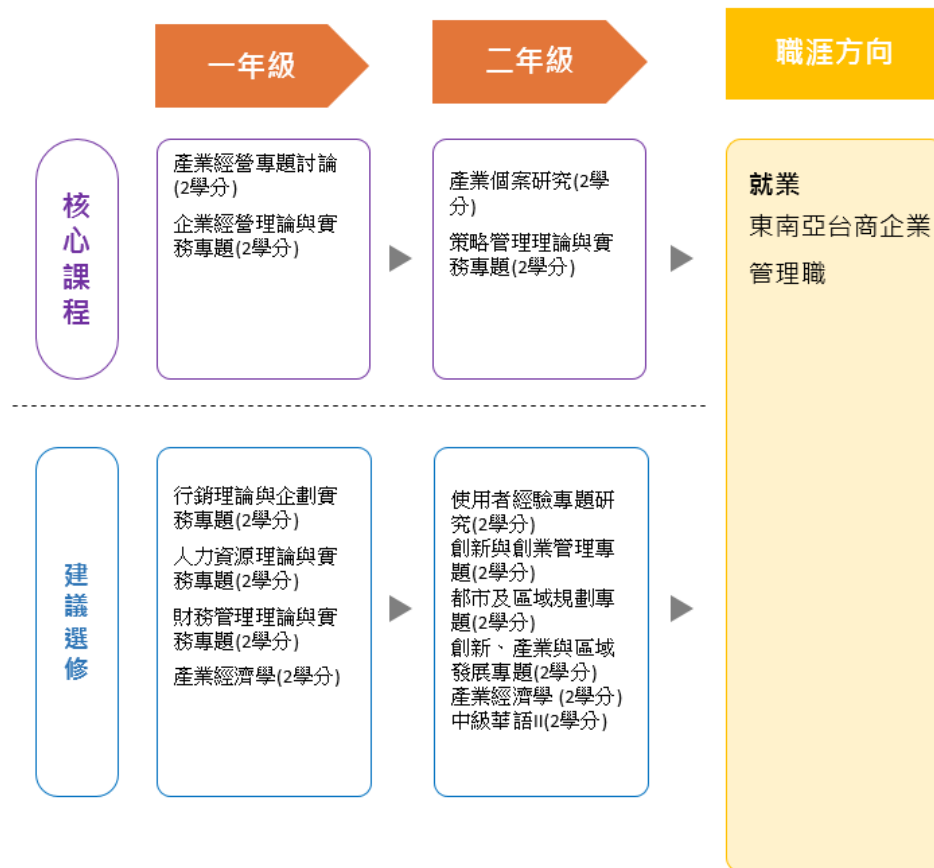 一年級
二年級
職涯方向
核
心
課
程
產業經營專題討論
(2學分)
企業經營理論與實
務專題(2學分)
產業個案研究(2學
分)
策略管理理論與實
務專題(2學分)
就業
東南亞台商企業
管理職
建
議
選
修
行銷理論與企劃實
務專題(2學分)
人力資源理論與實
務專題(2學分)
財務管理理論與實
務專題(2學分)
產業經濟學(2學分)
使用者經驗專題研
究(2學分)
創新與創業管理專
題(2學分)
都市及區域規劃專
題(2學分)
創新、產業與區域
發展專題(2學分)
產業經濟學 (2學分)
中級華語II(2學分)